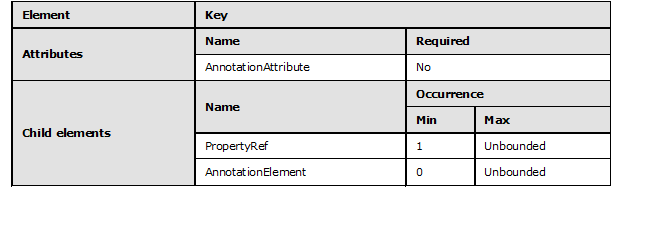 Element Key
Attributes
Name Required
AnnotationAttribute No
Child elements
Name
Occurrence
Min Max
PropertyRef 1 Unbounded
AnnotationElement 0 Unbounded